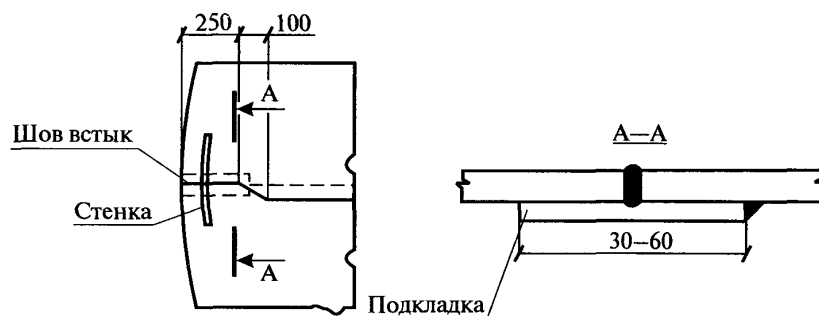 250 100
А
Шов встык
А–А
Стенка
30–60
А
Подкладка